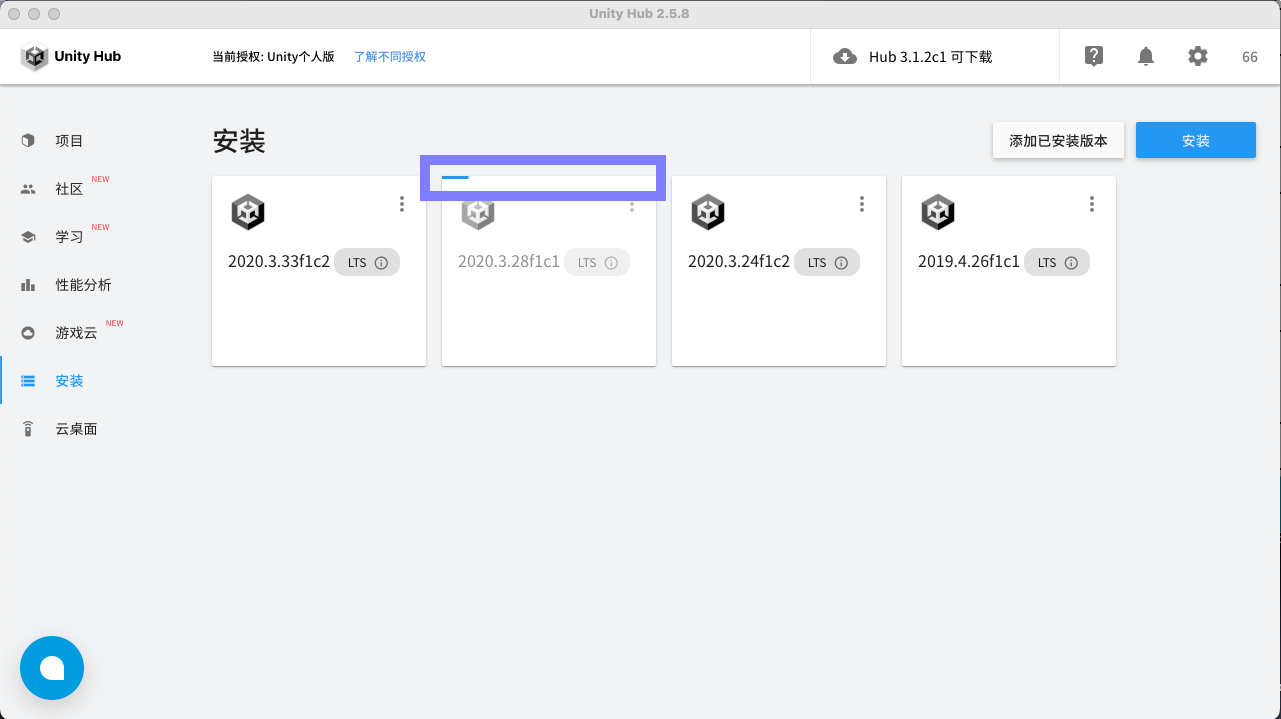 Unity Hub 2.5.8
Unity Hub
当前授权: Unity个人版
了解不同授权
Hub 3.1.2c1 可下载
66
项目
社区 NEW
学习 NEW
性能分析
游戏云 NEW
安装
云桌面
安装
添加已安装版本
安装
2020.3.33f1c2 LTS
2020.3.28f1c1 LTS
2020.3.24f1c2 LTS
2019.4.26f1c1 LTS